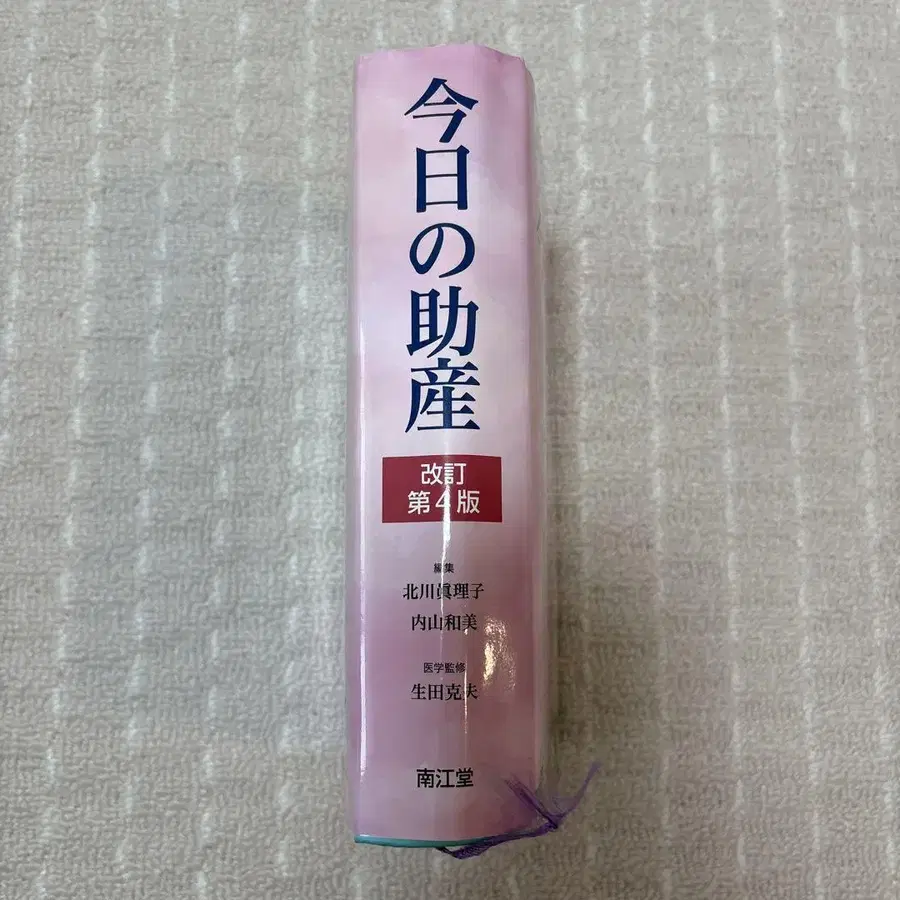 今日の助産
改訂
第4版
編集
北川眞理子
内山和美
医学監修
生田克夫
南江堂